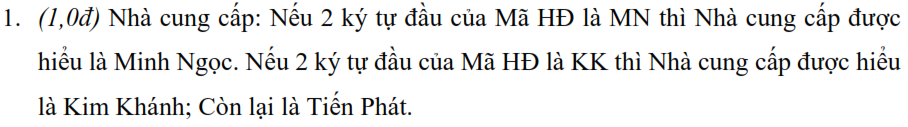 1. (1,0đ) Nhà cung cấp: Nếu 2 ký tự đầu của Mã HĐ là MN thì Nhà cung cấp được
hiểu là Minh Ngọc. Nếu 2 ký tự đầu của Mã HĐ là KK thì Nhà cung cấp được hiểu
là Kim Khánh; Còn lại là Tiến Phát.